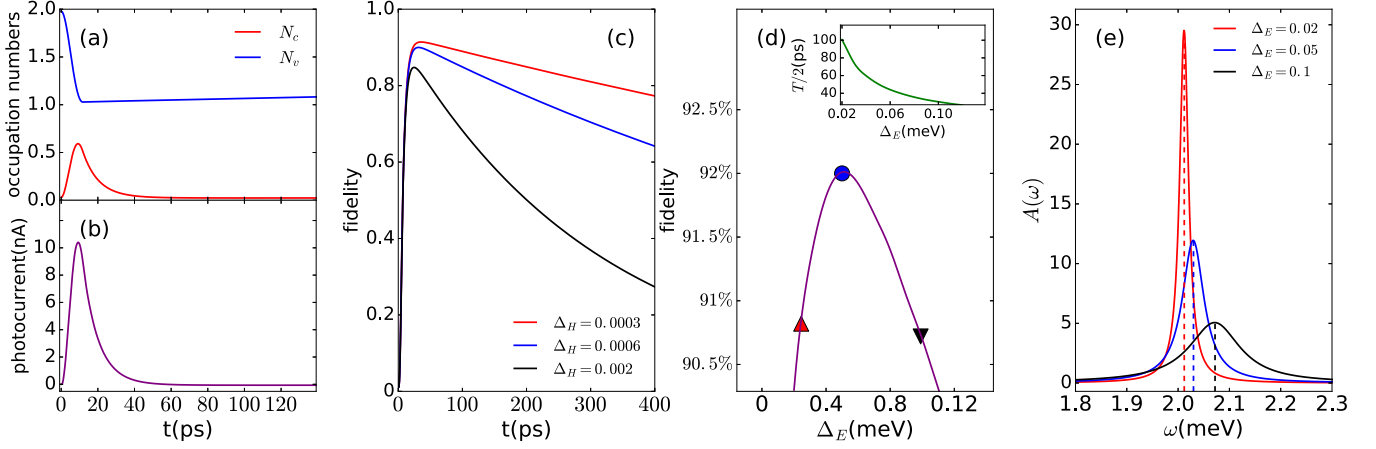 (a)
N_c
N_v
occupation numbers
2.0
1.5
1.0
0.5
0.0
(b)
photocurrent(nA)
10
8
6
4
2
0
0 20 40 60 80 100 120
t(ps)
(c)
fidelity
1.0
0.8
0.6
0.4
0.2
0.0
Δ_H = 0.0003
Δ_H = 0.0006
Δ_H = 0.002
0 100 200 300 400
t(ps)
(d)
fidelity
92.5%
92%
91.5%
91%
90.5%
0 0.4 0.8 0.12
Δ_E(meV)
T/2(ps)
100
80
60
40
0.02 0.06 0.10
Δ_E(meV)
(e)
A(ω)
30
25
20
15
10
5
0
Δ_E = 0.02
Δ_E = 0.05
Δ_E = 0.1
1.8 1.9 2.0 2.1 2.2 2.3
ω(meV)